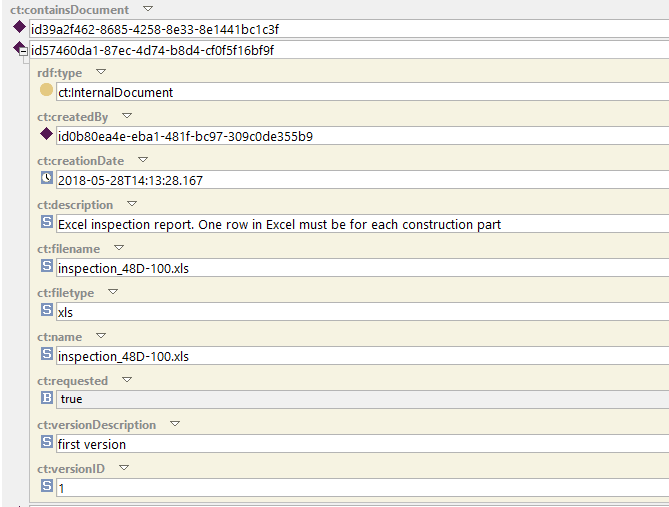 ct:containsDocument
id39a2f462-8685-4258-8e33-8e1441bc1c3f
id57460da1-87ec-4d74-b8d4-cf0f5f16bf9f
rdf:type
ct:InternalDocument
ct:createdBy
id0b80ea4e-eba1-481f-bc97-309c0de355b9
ct:creationDate
2018-05-28T14:13:28.167
ct:description
S Excel inspection report. One row in Excel must be for each construction part
ct:filename
S inspection_48D-100.xls
ct:filetype
S xls
ct:name
S inspection_48D-100.xls
ct:requested
B true
ct:versionDescription
S first version
ct:versionID
S 1